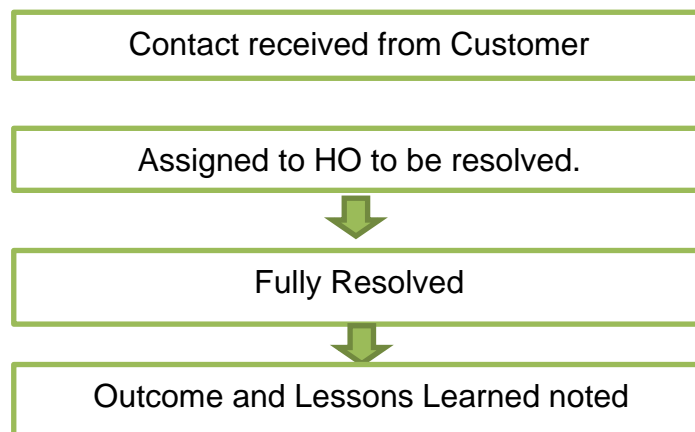 Contact received from Customer
Assigned to HO to be resolved.
Fully Resolved
Outcome and Lessons Learned noted